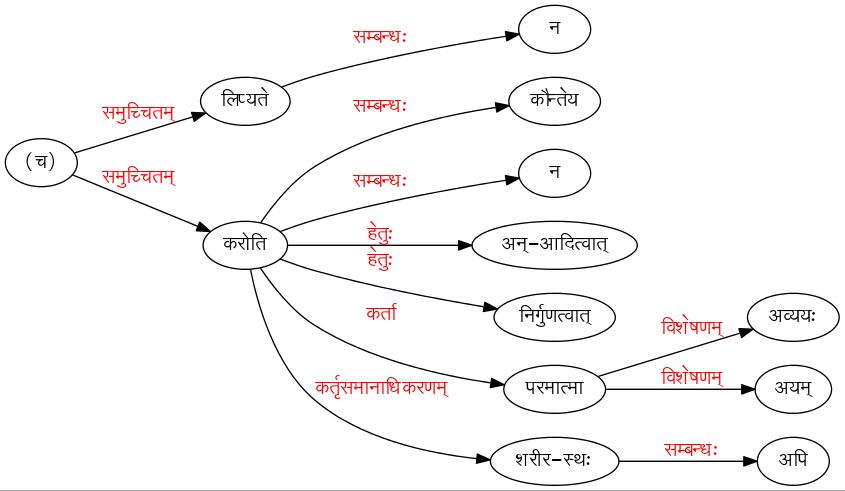 सम्बन्धः
न
लिप्यते
समुच्चितम्
सम्बन्धः
कौन्तेय
(च)
समुच्चितम्
सम्बन्धः
न
करोति
हेतुः
अन्-आदित्वात्
हेतुः
निर्गुणत्वात्
कर्ता
विशेषणम्
अव्ययः
कर्तृसमानाधिकरणम्
परमात्मा
विशेषणम्
अयम्
शरीर-स्थः
सम्बन्धः
अपि